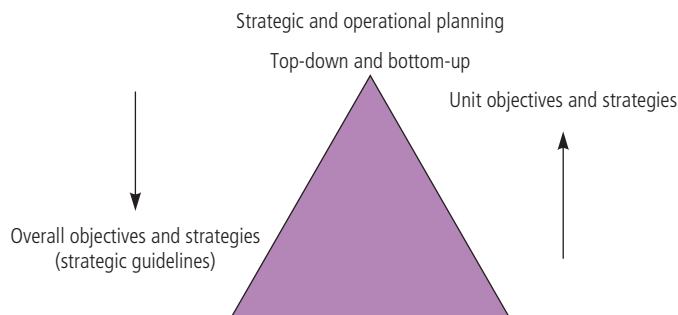 Strategic and operational planning
Top-down and bottom-up
Unit objectives and strategies
Overall objectives and strategies
(strategic guidelines)